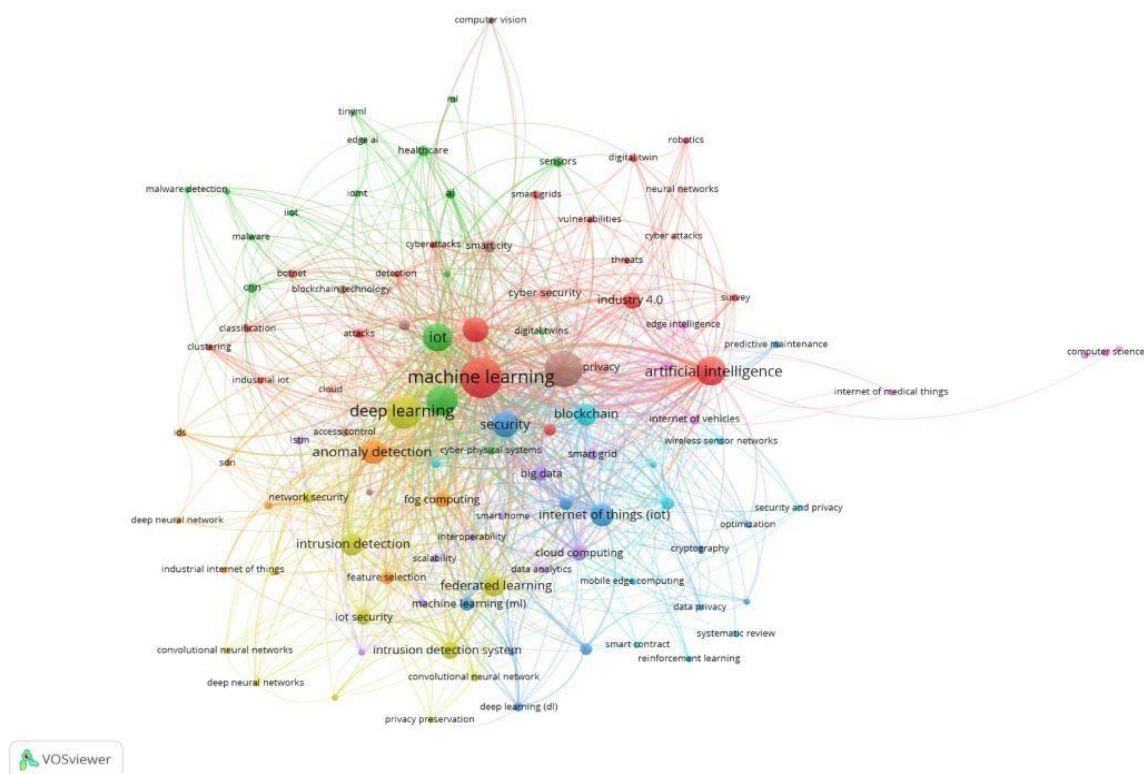 computer vision
ml
tinyml
edge ai
healthcare
robotics
sensors
digital twin
malware detection
iomt
ai
smart grids
neural networks
iiot
vulnerabilities
malware
cyberattacks
smart city
cyber attacks
threats
botnet
detection
cnn
blockchain technology
cyber security
industry 4.0
survey
edge intelligence
classification
attacks
iot
digital twins
predictive maintenance
clustering
computer science
privacy
machine learning
artificial intelligence
industrial iot
cloud
internet of medical things
deep learning
blockchain
internet of vehicles
security
ids
access control
lstm
wireless sensor networks
anomaly detection
cyber-physical systems
smart grid
sdn
big data
network security
fog computing
security and privacy
deep neural network
smart home
internet of things (iot)
optimization
interoperability
intrusion detection
cryptography
scalability
cloud computing
industrial internet of things
data analytics
feature selection
mobile edge computing
federated learning
machine learning (ml)
data privacy
iot security
systematic review
convolutional neural networks
intrusion detection system
smart contract
reinforcement learning
convolutional neural network
deep neural networks
deep learning (dl)
privacy preservation
VOSviewer